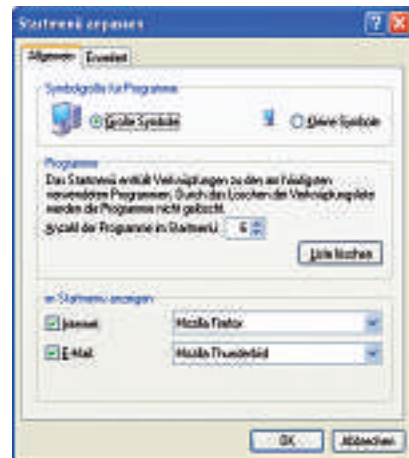 Startmenü anpassen
Allgemein Erweitert
Symbolgröße für Programme
Große Symbole Kleine Symbole
Programme
Das Startmenü enthält Verknüpfungen zu den am häufigsten
verwendeten Programmen. Durch das Löschen der Verknüpfungsliste
werden die Programme nicht gelöscht.
Anzahl der Programme im Startmenü: 6
Liste löschen
Im Startmenü anzeigen
Internet: Mozilla Firefox
E-Mail: Mozilla Thunderbird
OK Abbrechen